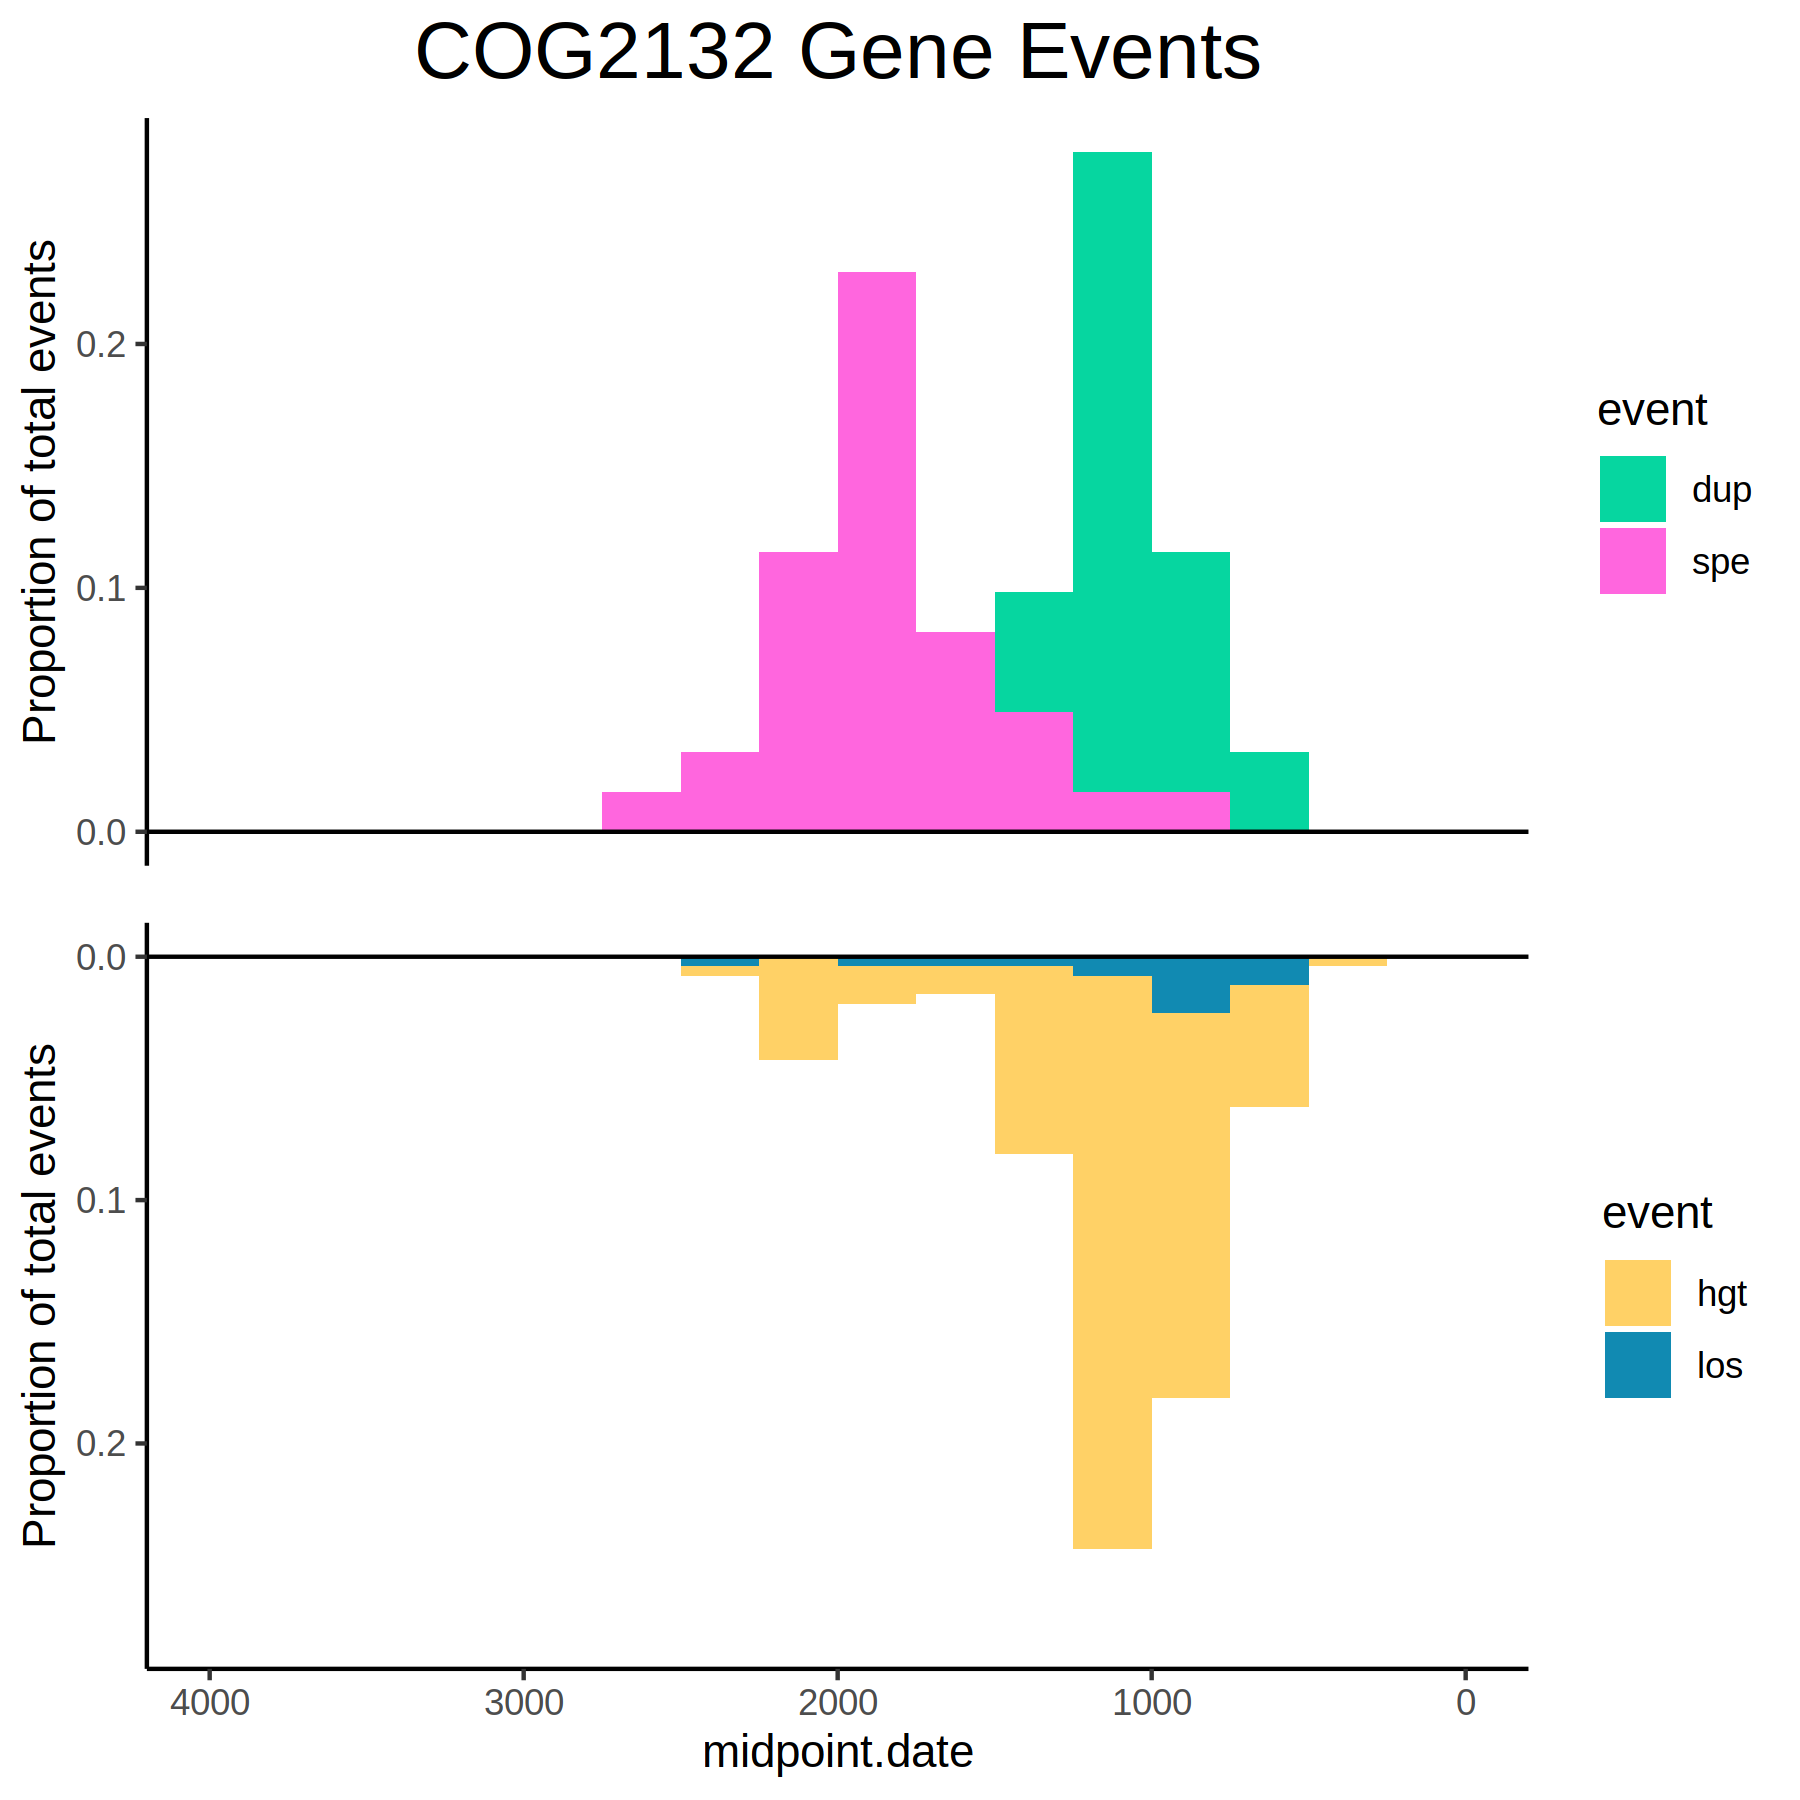 COG2132 Gene Events
Proportion of total events
0.2
0.1
0.0
event
dup
spe
Proportion of total events
0.0
0.1
0.2
event
hgt
los
4000 3000 2000 1000 0
midpoint.date